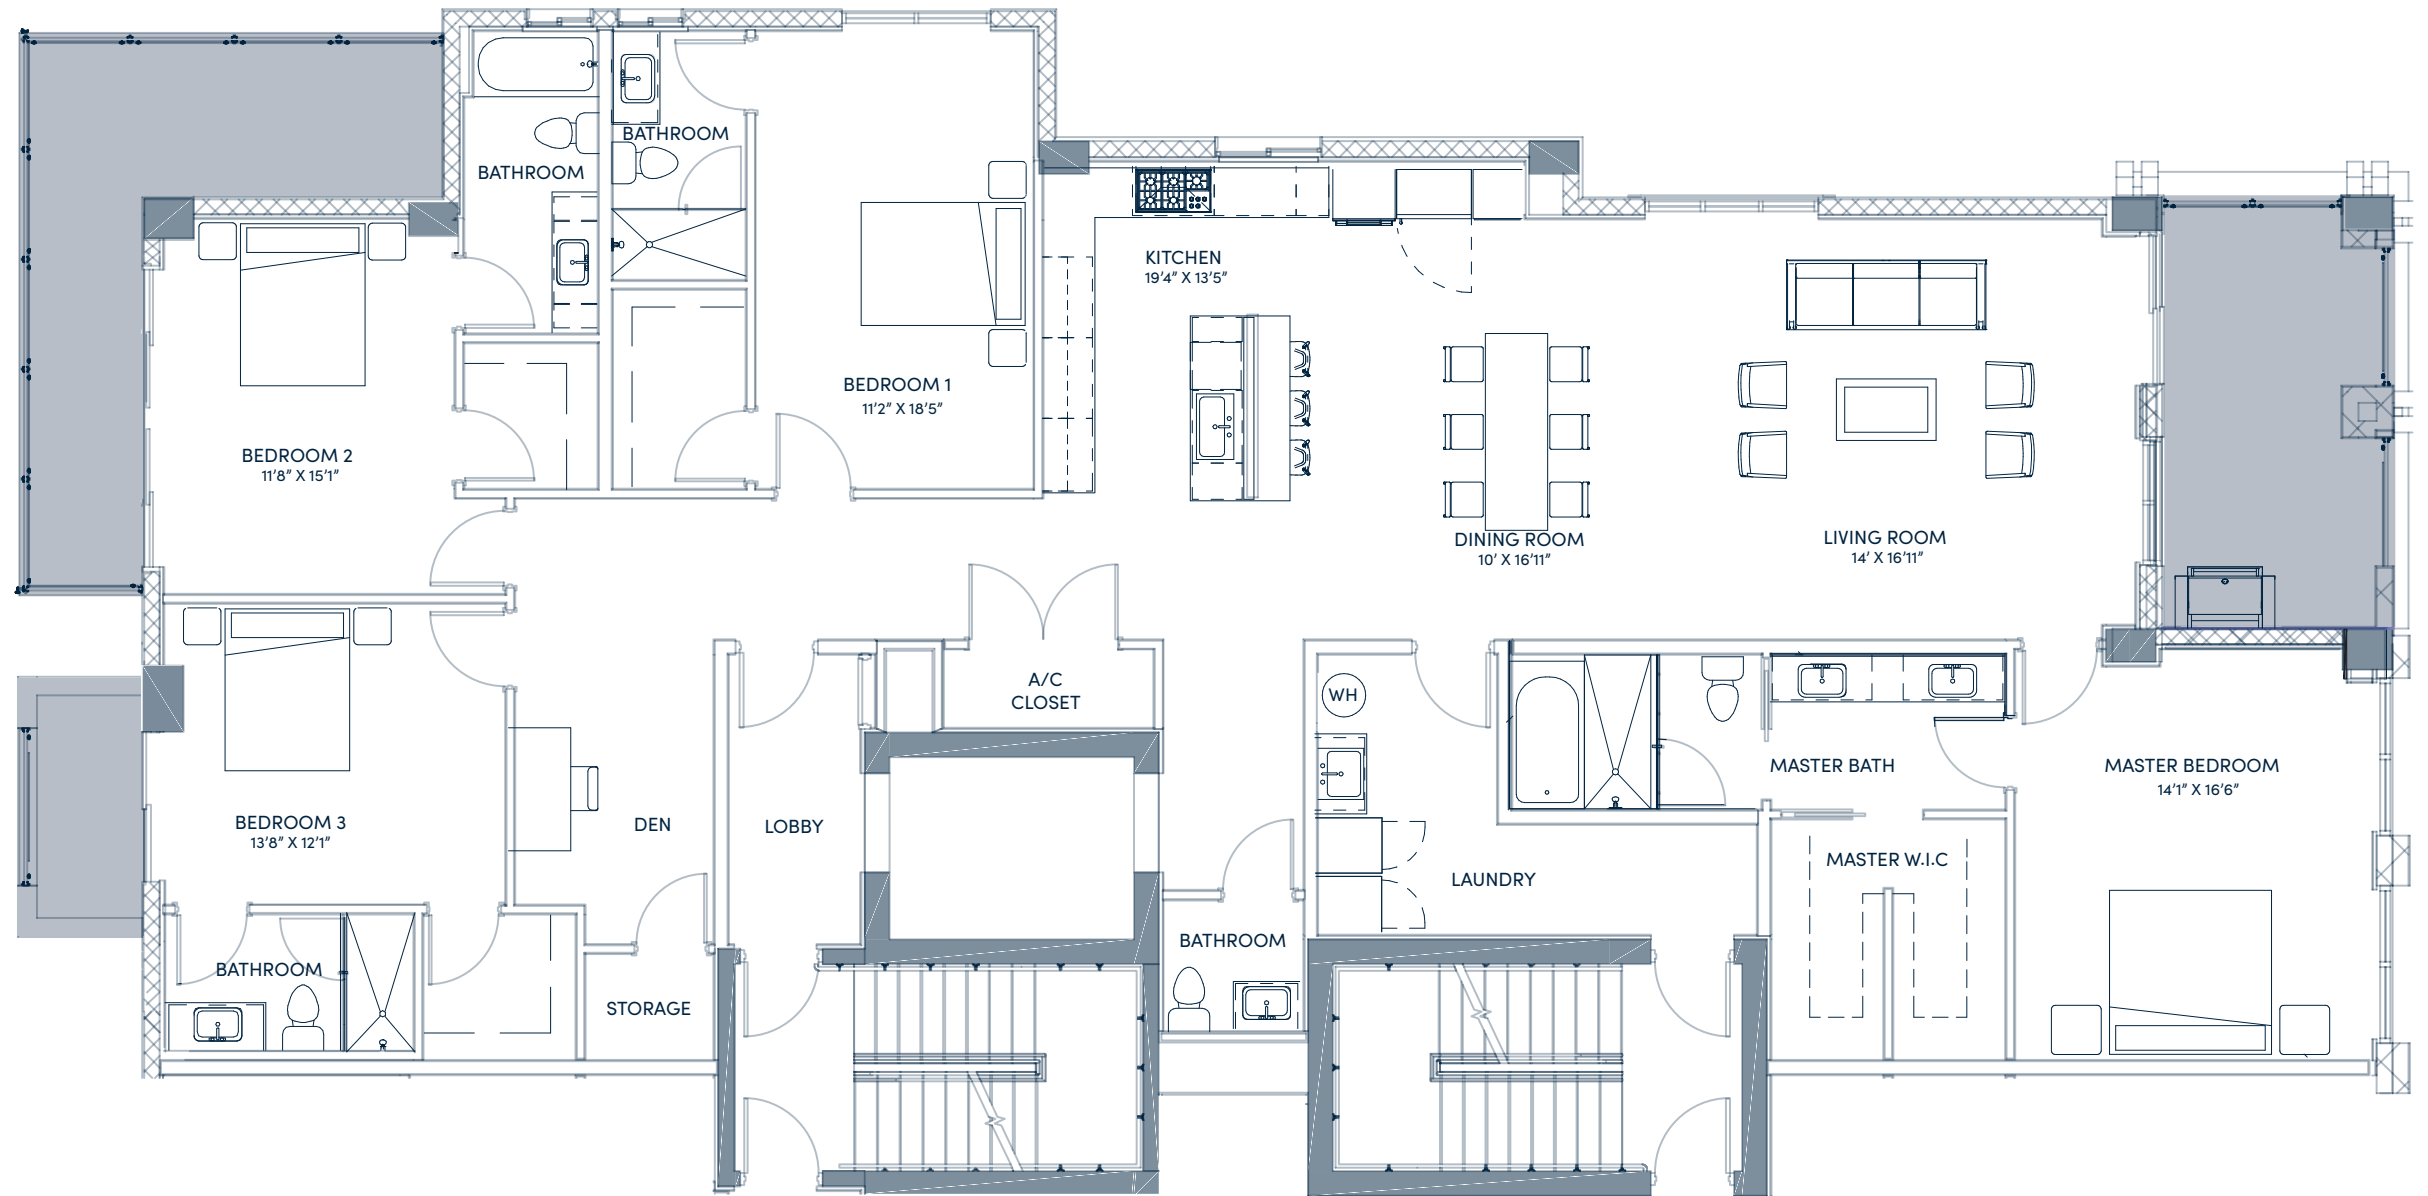 BATHROOM
BATHROOM
KITCHEN
19'4" X 13'5"
BEDROOM 1
11'2" X 18'5"
BEDROOM 2
11'8" X 15'1"
DINING ROOM
10' X 16'11"
LIVING ROOM
14' X 16'11"
A/C
CLOSET
WH
MASTER BATH
MASTER BEDROOM
14'1" X 16'6"
BEDROOM 3
13'8" X 12'1"
DEN
LOBBY
MASTER W.I.C
LAUNDRY
BATHROOM
BATHROOM
STORAGE